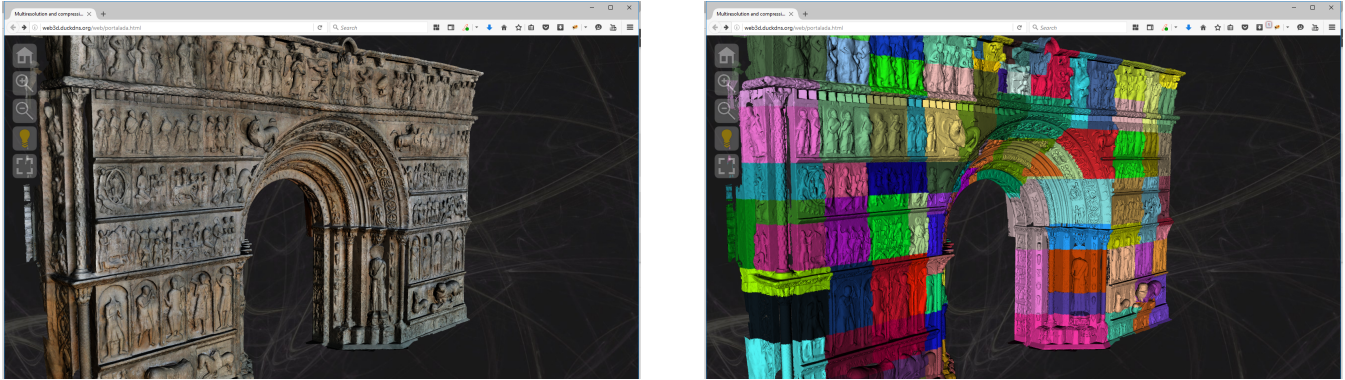 Multiresolution and compressi...
web3d.duckdns.org/web/portalada.html
Search
Multiresolution and compressi...
web3d.duckdns.org/web/portalada.html
Search